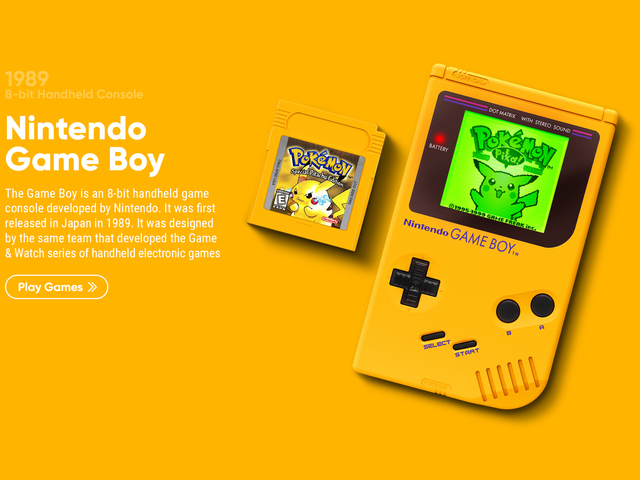 1989
8-bit Handheld Console
Nintendo
Game Boy
The Game Boy is an 8-bit handheld game
console developed by Nintendo. It was first
released in Japan in 1989. It was designed
by the same team that developed the Game
& Watch series of handheld electronic games
Play Games
POKéMON
Special Pikachu Edition
E
DOT MATRIX WITH STEREO SOUND
BATTERY
POKéMON
Pika!
©1995-1999 GAME FREAK inc.
Nintendo GAME BOY TM
B A
SELECT START